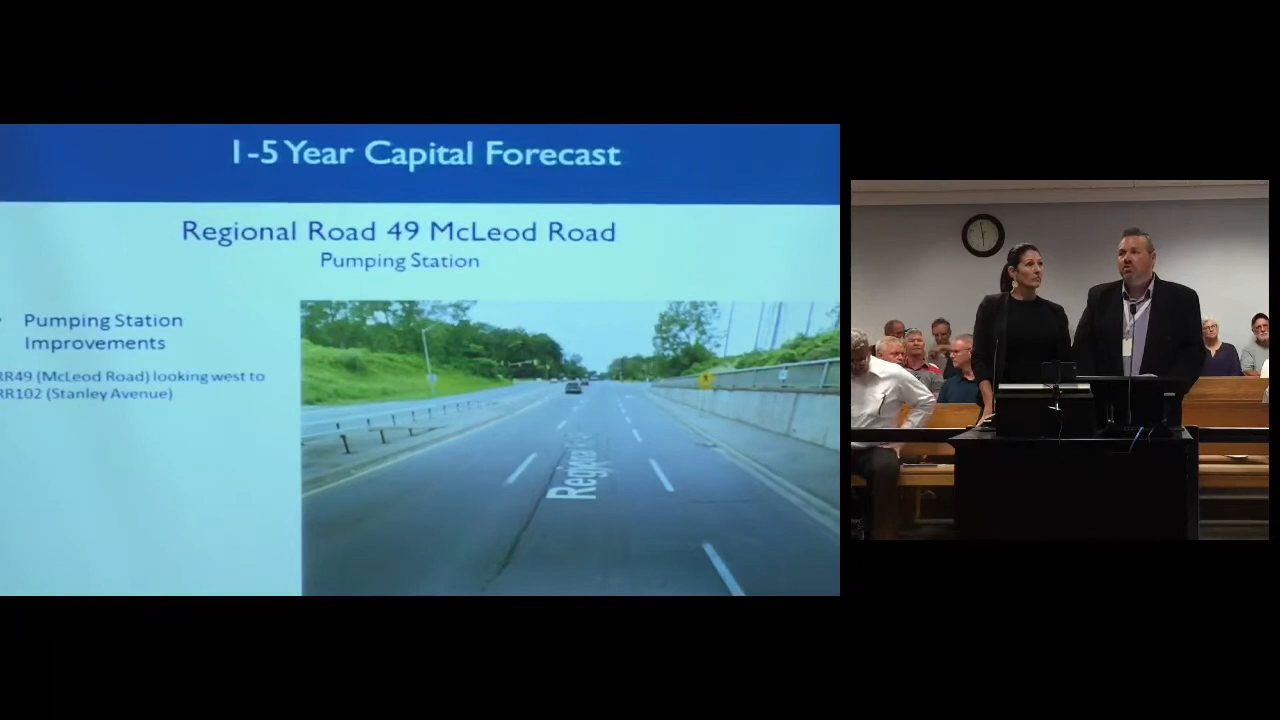 1-5 Year Capital Forecast
Regional Road 49 McLeod Road
Pumping Station
Pumping Station
Improvements
RR49 (McLeod Road) looking west to
RR102 (Stanley Avenue)
Regional